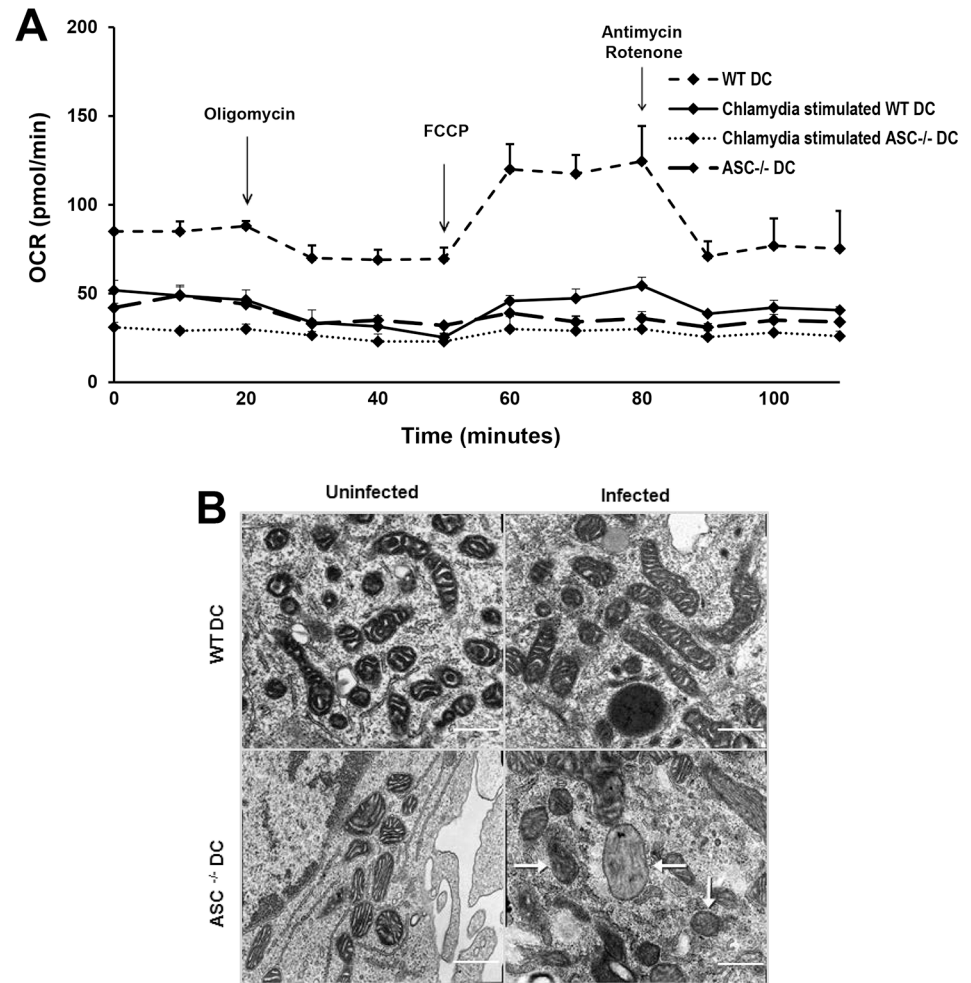 A
200
150
100
50
0
OCR (pmol/min)
Oligomycin
FCCP
Antimycin
Rotenone
WT DC
Chlamydia stimulated WT DC
Chlamydia stimulated ASC-/- DC
ASC-/- DC
0 20 40 60 80 100
Time (minutes)
B
Uninfected Infected
WT DC
ASC -/- DC